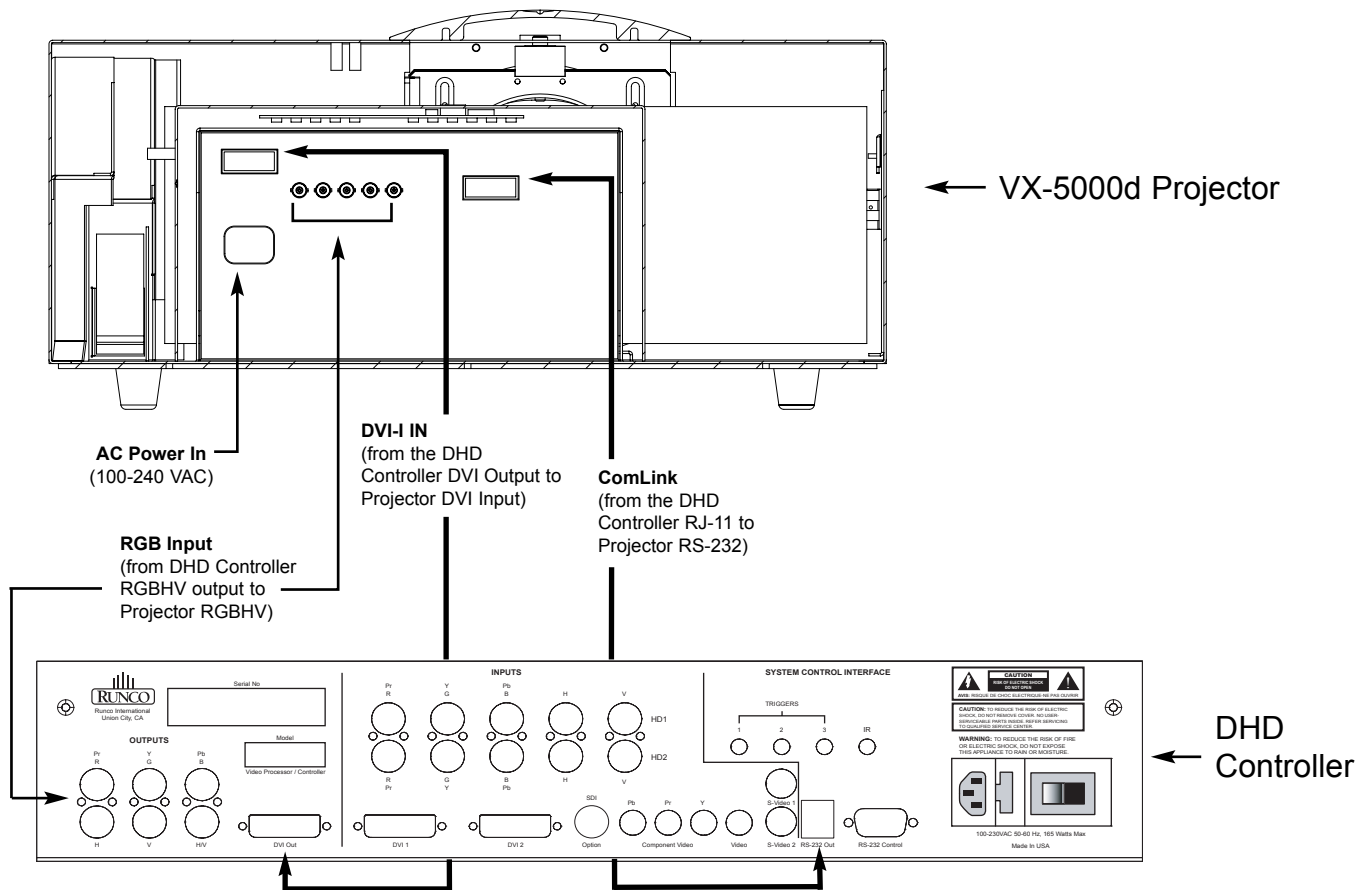 VX-5000d Projector
AC Power In
(100-240 VAC)
DVI-I IN
(from the DHD
Controller DVI Output to
Projector DVI Input)
ComLink
(from the DHD
Controller RJ-11 to
Projector RS-232)
RGB Input
(from DHD Controller
RGBHV output to
Projector RGBHV)
RUNCO
Runco International
Union City, CA
Serial No
OUTPUTS
Model
Video Processor / Controller
Pr Y Pb
R G B
H V H/V
DVI Out
INPUTS
Pr Y Pb
R G B H V
HD1
HD2
R G B H V
Pr Y Pb
DVI 1
DVI 2
SDI
Option
Pb Pr Y
Component Video
Video
S-Video 1
S-Video 2
RS-232 Out
RS-232 Control
SYSTEM CONTROL INTERFACE
TRIGGERS
1 2 3 IR
CAUTION
RISK OF ELECTRIC SHOCK
DO NOT OPEN
AVIS: RISQUE DE CHOC ELECTRIQUE-NE PAS OUVRIR
CAUTION: TO REDUCE THE RISK OF ELECTRIC
SHOCK, DO NOT REMOVE COVER. NO USER-
SERVICEABLE PARTS INSIDE. REFER SERVICING
TO QUALIFIED SERVICE CENTER.
WARNING: TO REDUCE THE RISK OF FIRE
OR ELECTRIC SHOCK, DO NOT EXPOSE
THIS APPLIANCE TO RAIN OR MOISTURE.
100-230VAC 50-60 Hz, 165 Watts Max
Made In USA
DHD
Controller